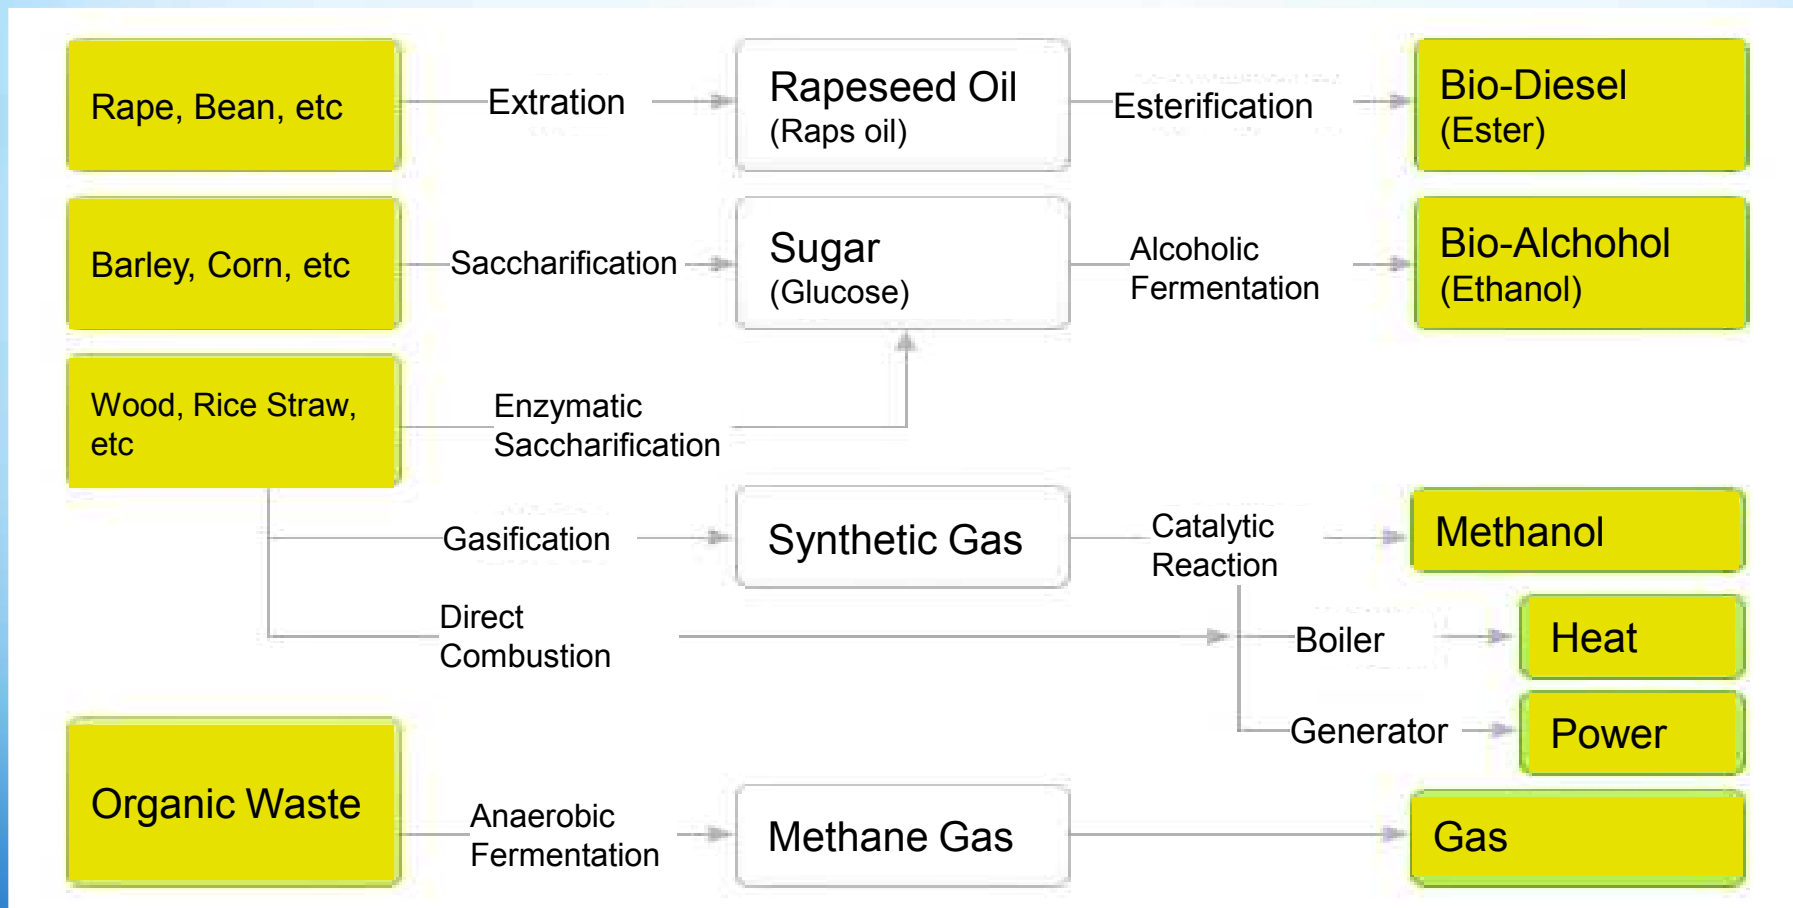 Rape, Bean, etc
Extration
Rapeseed Oil
(Raps oil)
Esterification
Bio-Diesel
(Ester)
Barley, Corn, etc
Saccharification
Sugar
(Glucose)
Alcoholic
Fermentation
Bio-Alchohol
(Ethanol)
Wood, Rice Straw,
etc
Enzymatic
Saccharification
Gasification
Synthetic Gas
Catalytic
Reaction
Methanol
Direct
Combustion
Boiler
Heat
Generator
Power
Organic Waste
Anaerobic
Fermentation
Methane Gas
Gas